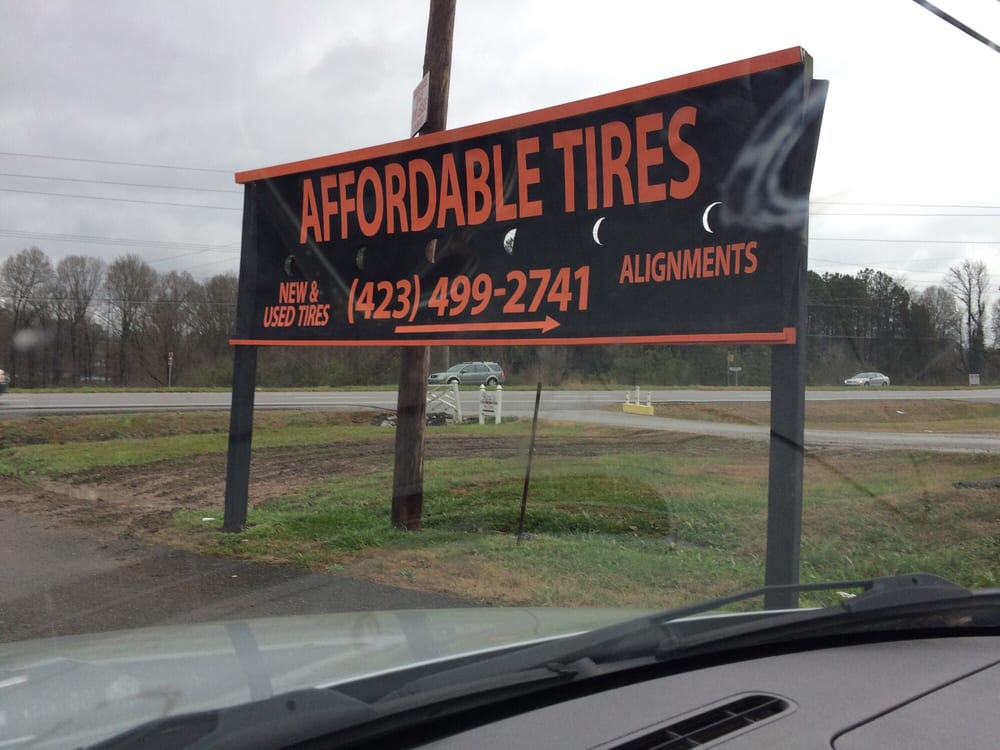 AFFORDABLE TIRES
NEW &
USED TIRES
(423) 499-2741
ALIGNMENTS